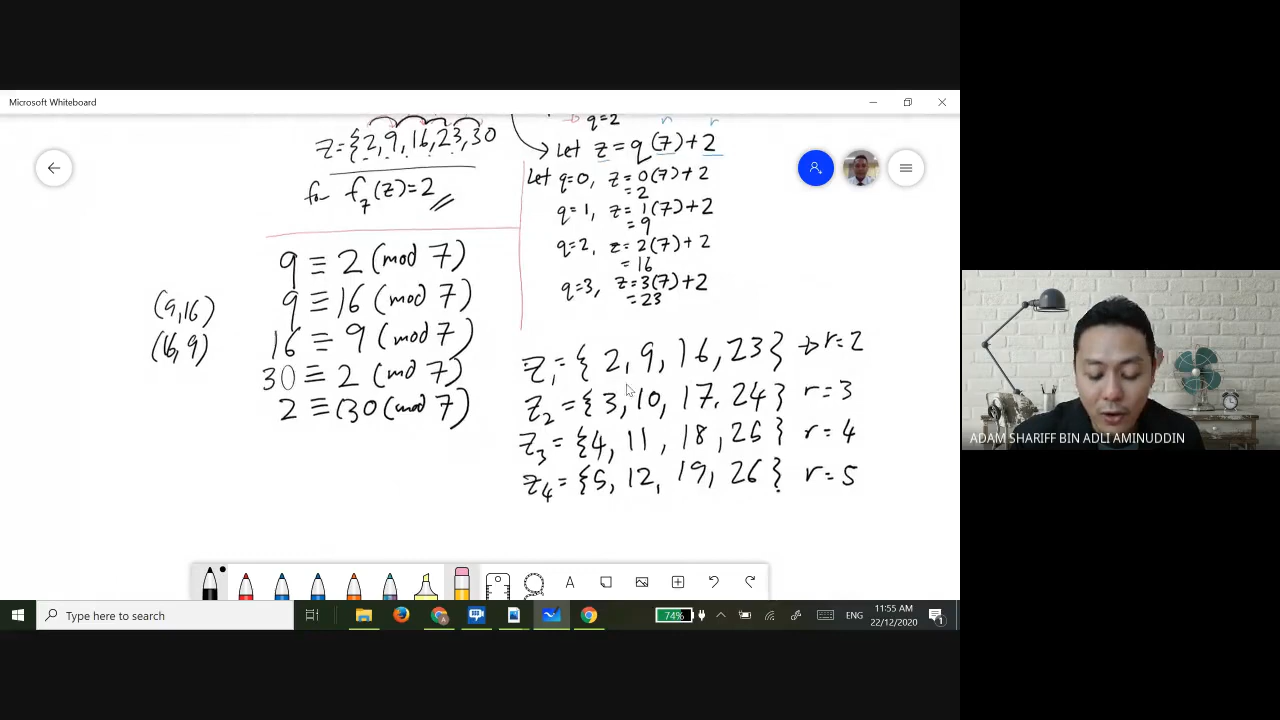 Microsoft Whiteboard
z={2,9,16,23,30
for f₇(z)=2
9 ≡ 2 (mod 7)
9 ≡ 16 (mod 7)
16 ≡ 9 (mod 7)
30 ≡ 2 (mod 7)
2 ≡ 30 (mod 7)
(9,16)
(16,9)
q=2
r r
Let z = q(7)+2
Let q=0, z=0(7)+2
=2
q=1, z=1(7)+2
=9
q=2, z=2(7)+2
=16
q=3, z=3(7)+2
=23
z₁={2,9,16,23} → r=2
z₂={3,10,17.24} r=3
z₃={4,11,18,26} r=4
z₄={5,12,19,26} r=5
ADAM SHARIFF BIN ADLI AMINUDDIN
A
Type here to search
74%
ENG
11:55 AM
22/12/2020
1